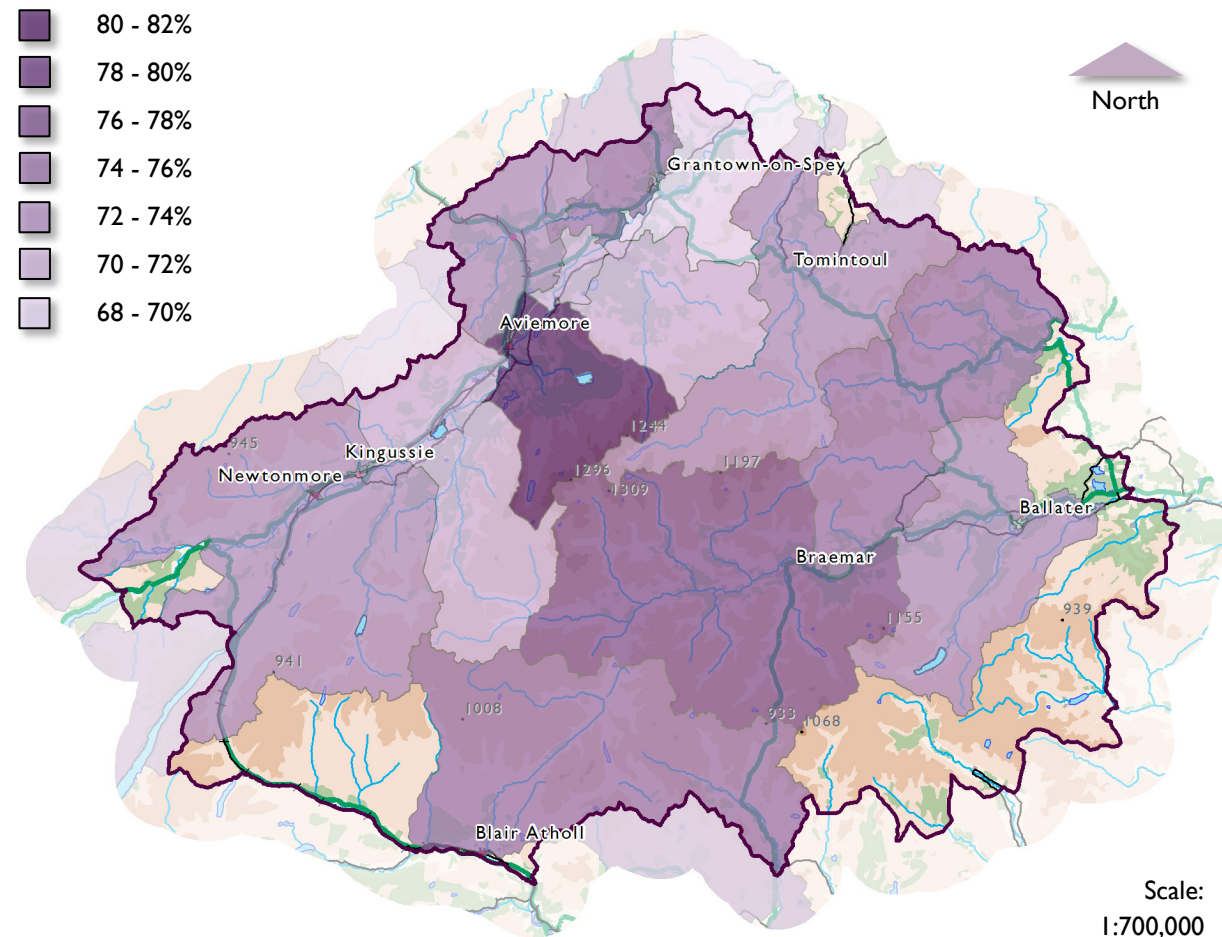 80 - 82%
78 - 80%
76 - 78%
74 - 76%
72 - 74%
70 - 72%
68 - 70%
North
Grantown-on-Spey
Tomintoul
Aviemore
1244
945
Kingussie
1296
1197
Newtonmore
1309
Ballater
Braemar
939
1155
941
1008
933
1068
Blair Atholl
Scale:
1:700,000